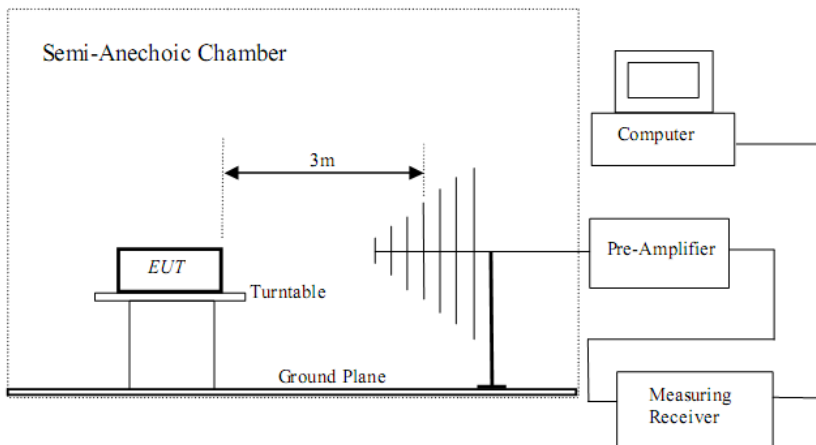 Semi-Anechoic Chamber
Computer
3m
Pre-Amplifier
EUT
Turntable
Ground Plane
Measuring
Receiver